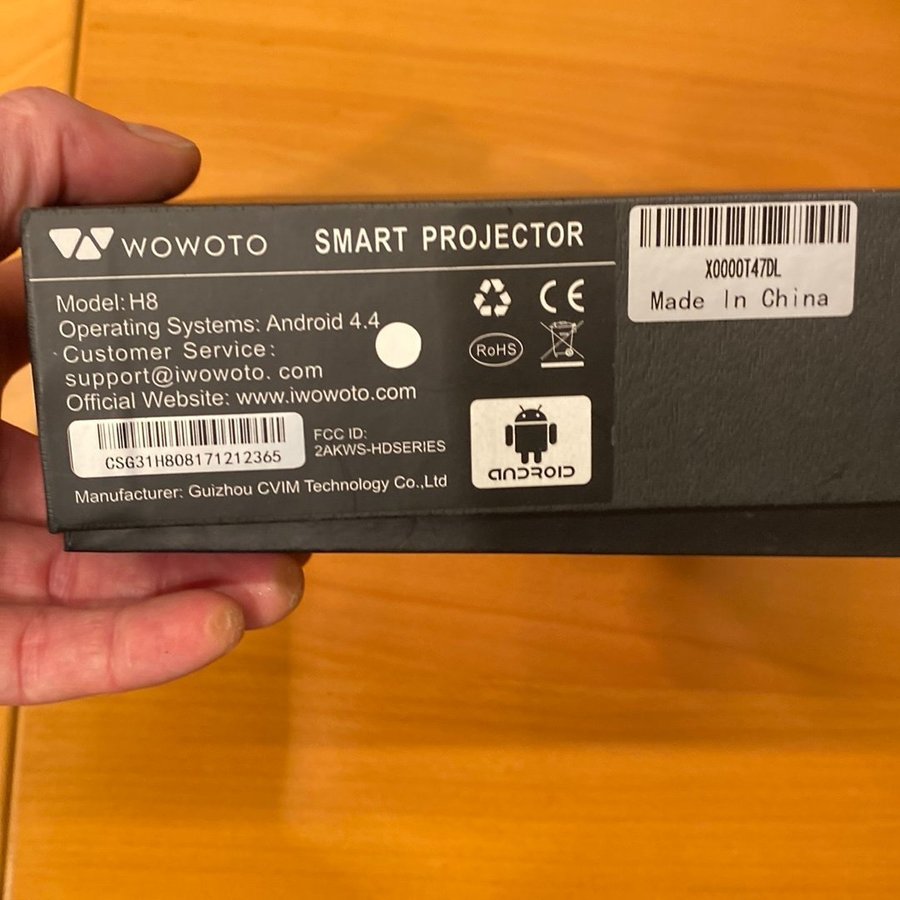 WOWOTO SMART PROJECTOR
Model: H8
Operating Systems: Android 4.4
Customer Service:
support@iwowoto. com
Official Website: www.iwowoto.com
CSG31H808171212365
FCC ID:
2AKWS-HDSERIES
Manufacturer: Guizhou CVIM Technology Co.,Ltd
CE
RoHS
ANDROID
X0000T47DL
Made In China